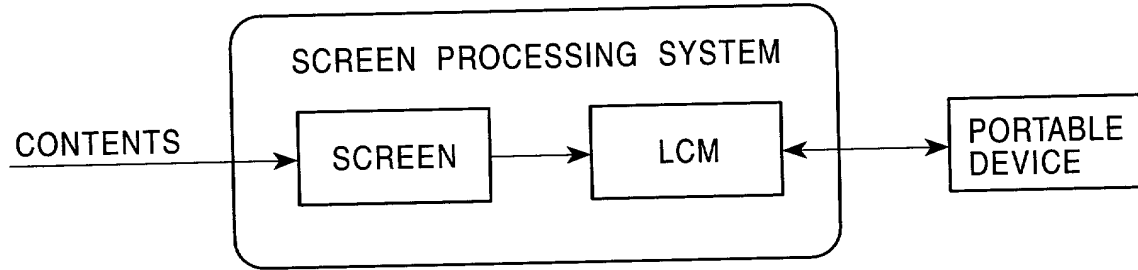 SCREEN PROCESSING SYSTEM
CONTENTS
SCREEN
LCM
PORTABLE
DEVICE